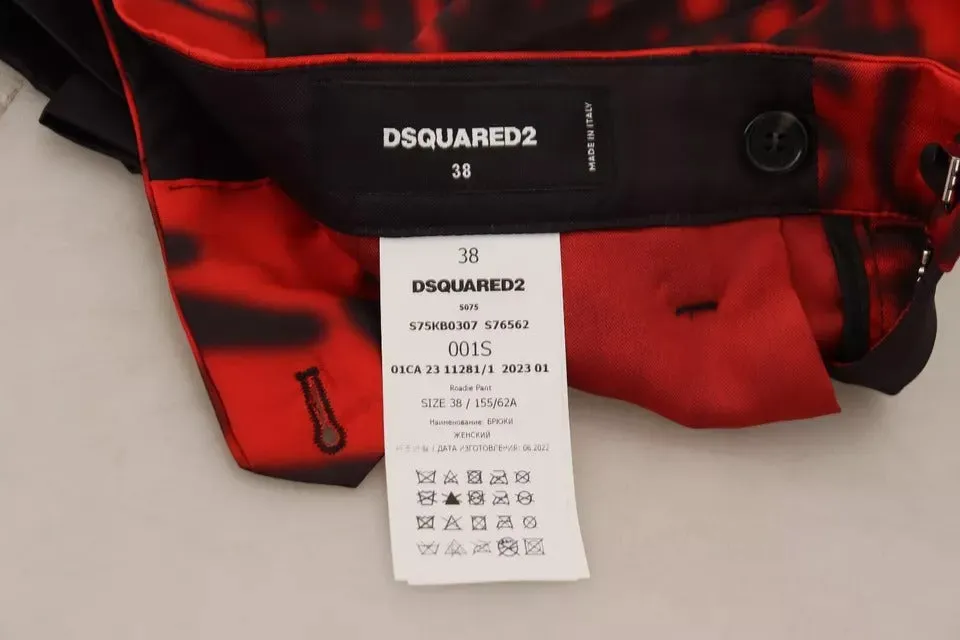 DSQUARED2
38
MADE IN ITALY
38
DSQUARED2
S075
S75KB0307 S76562
001S
01CA 23 11281/1 2023 01
Roadie Pant
SIZE 38 / 155/62A
Наименование: БРЮКИ
ЖЕНСКИЙ
/ ДАТА ИЗГОТОВЛЕНИЯ: 06.2022